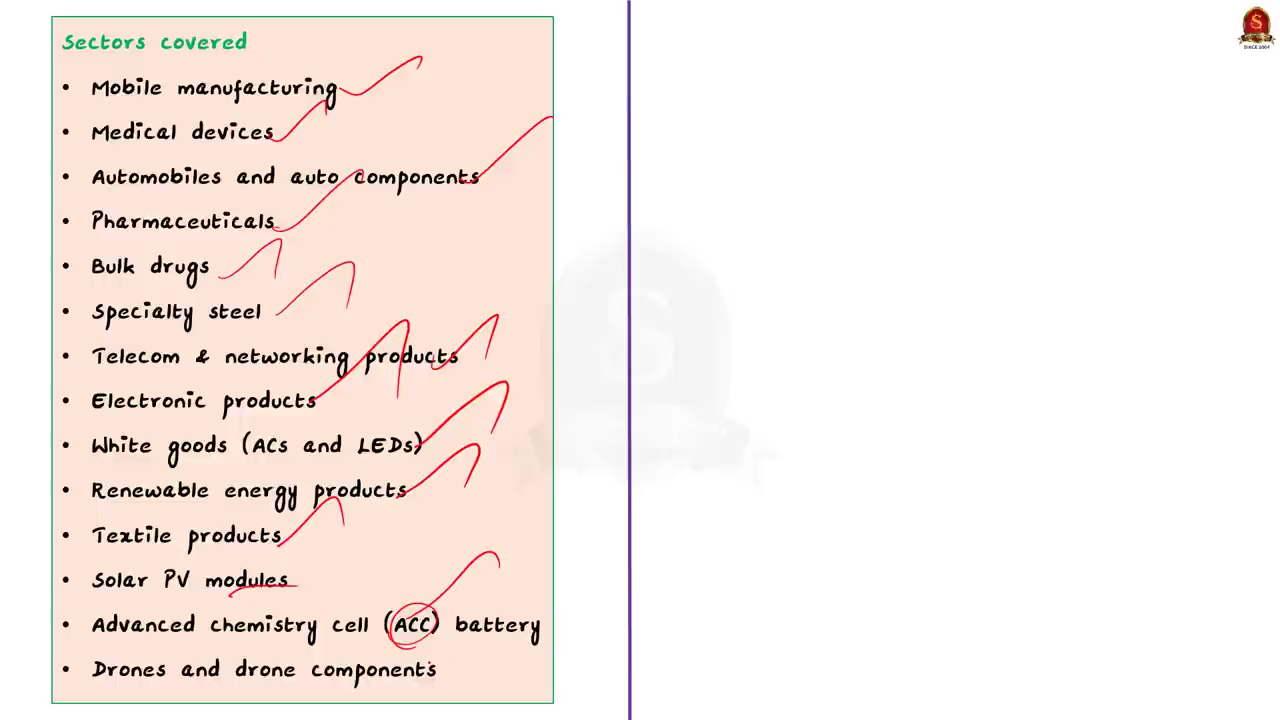 Sectors covered
• Mobile manufacturing
• Medical devices
• Automobiles and auto components
• Pharmaceuticals
• Bulk drugs
• Specialty steel
• Telecom & networking products
• Electronic products
• White goods (ACs and LEDs)
• Renewable energy products
• Textile products
• Solar PV modules
• Advanced chemistry cell (ACC) battery
• Drones and drone components
S
SINCE 2004